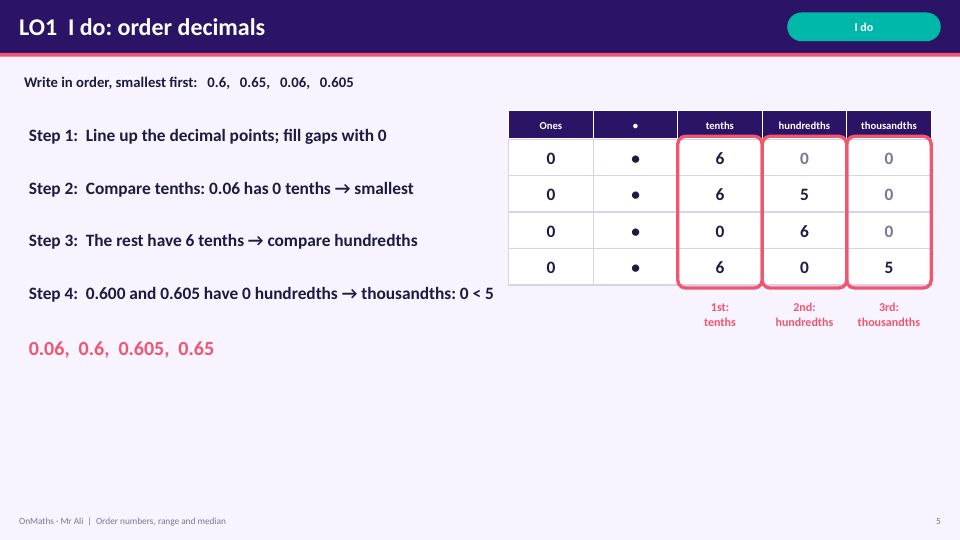 LO1 I do: order decimals
I do
Write in order, smallest first: 0.6, 0.65, 0.06, 0.605
Step 1: Line up the decimal points; fill gaps with 0
Step 2: Compare tenths: 0.06 has 0 tenths → smallest
Step 3: The rest have 6 tenths → compare hundredths
Step 4: 0.600 and 0.605 have 0 hundredths → thousandths: 0 < 5
0.06, 0.6, 0.605, 0.65
Ones • tenths hundredths thousandths
0 • 6 0 0
0 • 6 5 0
0 • 0 6 0
0 • 6 0 5
1st: 2nd: 3rd:
tenths hundredths thousandths
OnMaths - Mr Ali | Order numbers, range and median
5